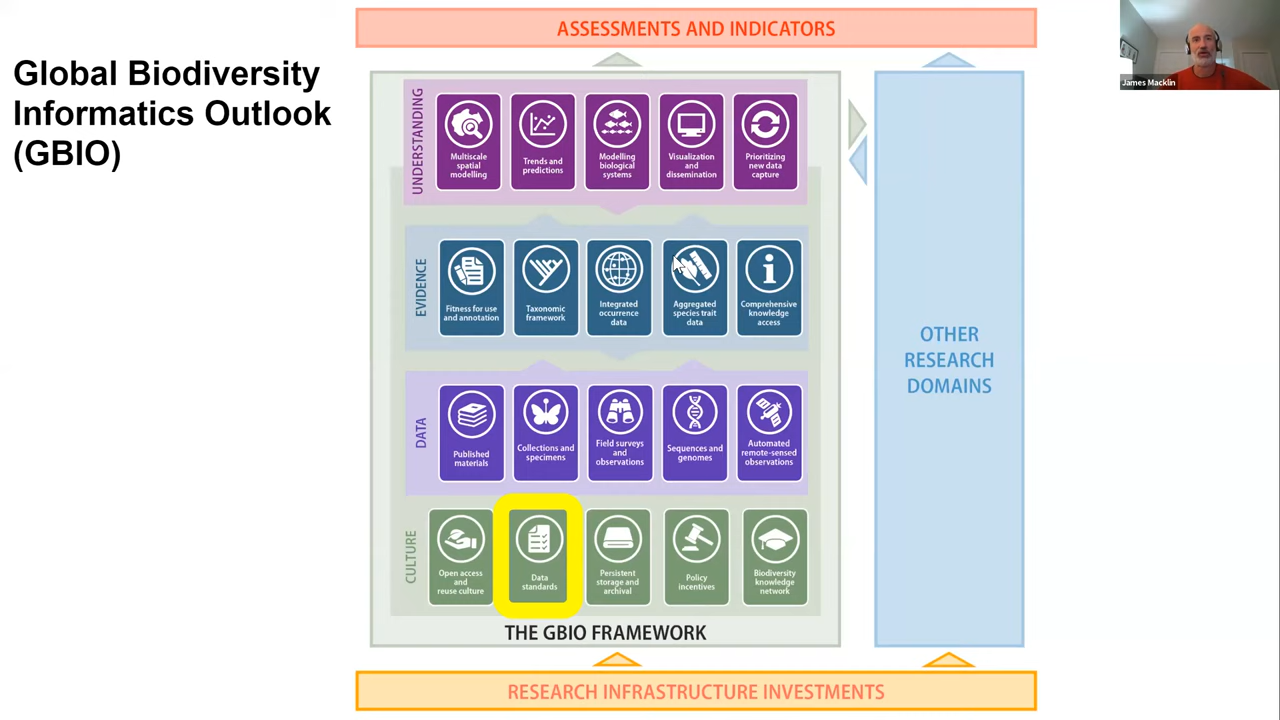 Global Biodiversity
Informatics Outlook
(GBIO)
ASSESSMENTS AND INDICATORS
James Macklin
UNDERSTANDING
Multiscale
spatial
modelling
Trends and
predictions
Modelling
biological
systems
Visualization
and
dissemination
Prioritizing
new data
capture
EVIDENCE
Fitness for use
and annotation
Taxonomic
framework
Integrated
occurrence
data
Aggregated
species trait
data
Comprehensive
knowledge
access
DATA
Published
materials
Collections and
specimens
Field surveys
and
observations
Sequences and
genomes
Automated
remote-sensed
observations
CULTURE
Open access
and
reuse culture
Data
standards
Persistent
storage and
archival
Policy
incentives
Biodiversity
knowledge
network
THE GBIO FRAMEWORK
OTHER
RESEARCH
DOMAINS
RESEARCH INFRASTRUCTURE INVESTMENTS